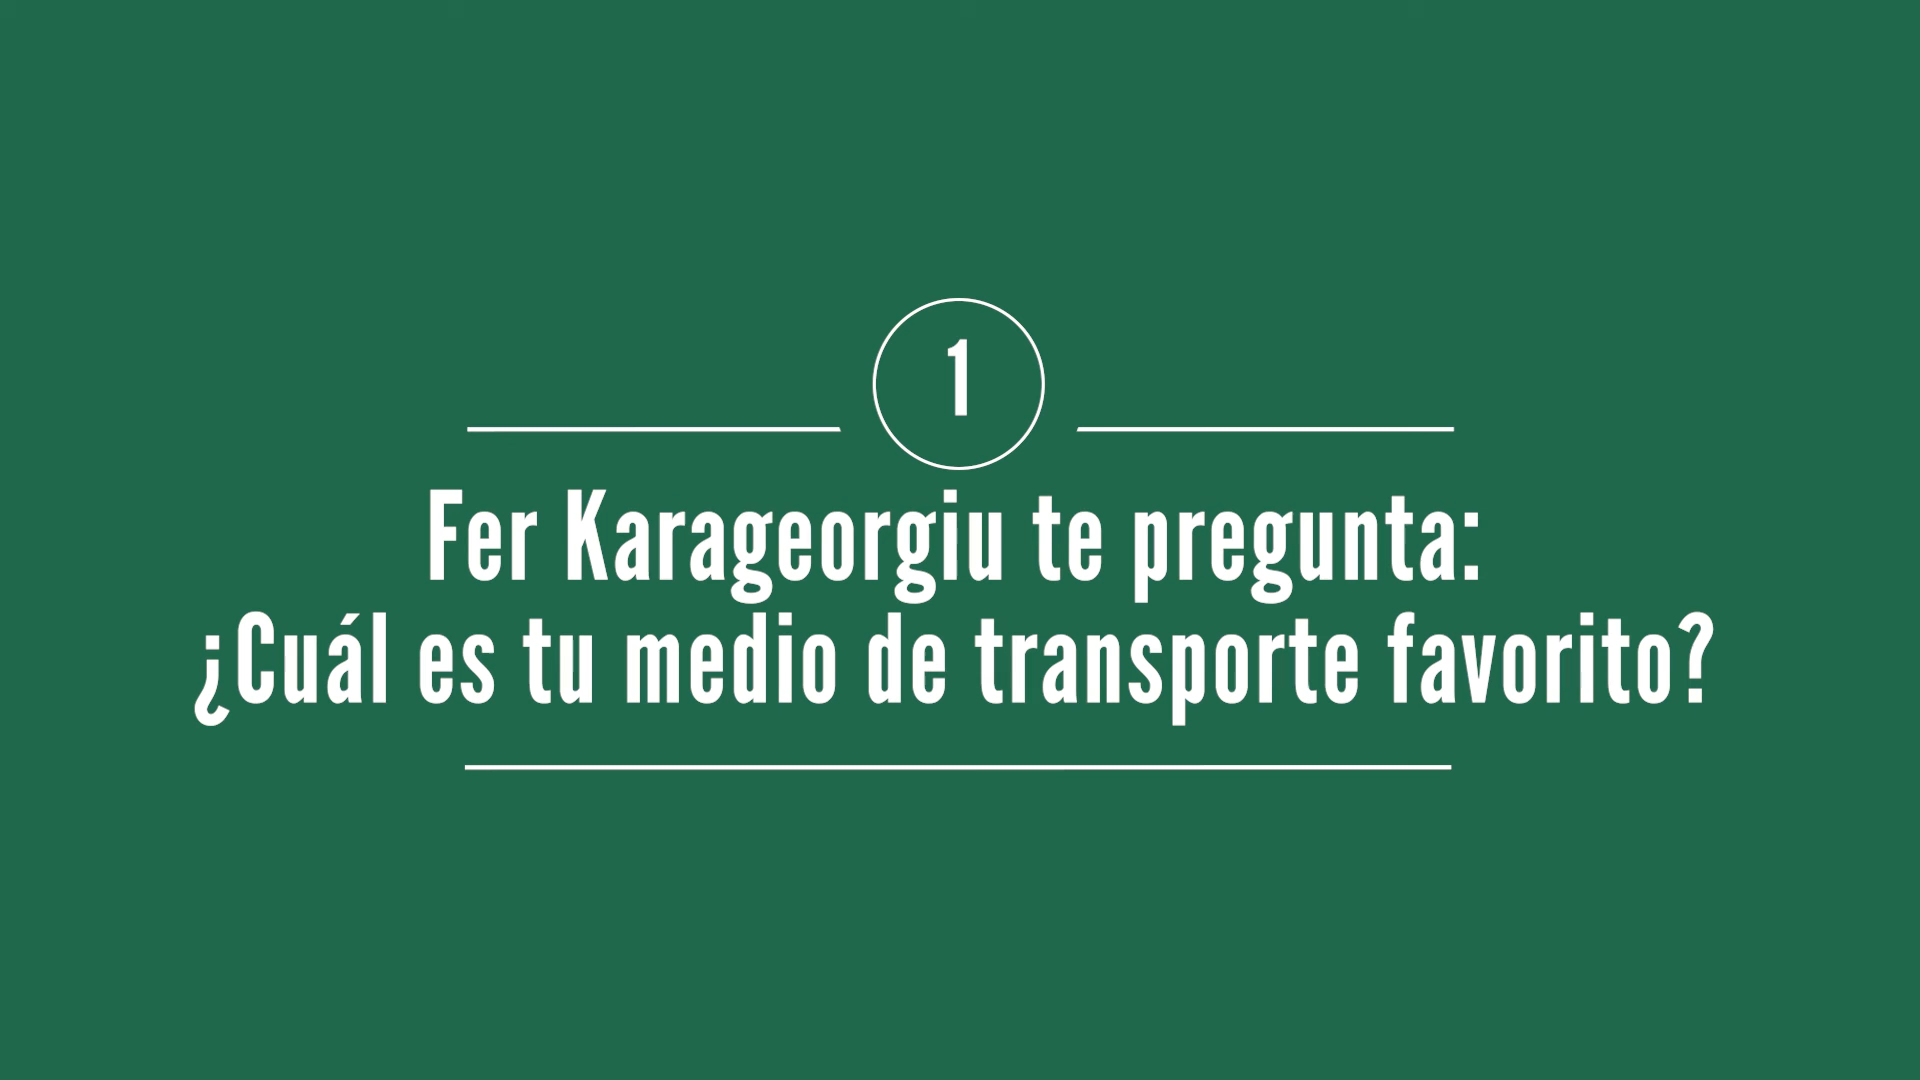 1
Fer Karageorgiu te pregunta:
¿Cuál es tu medio de transporte favorito?